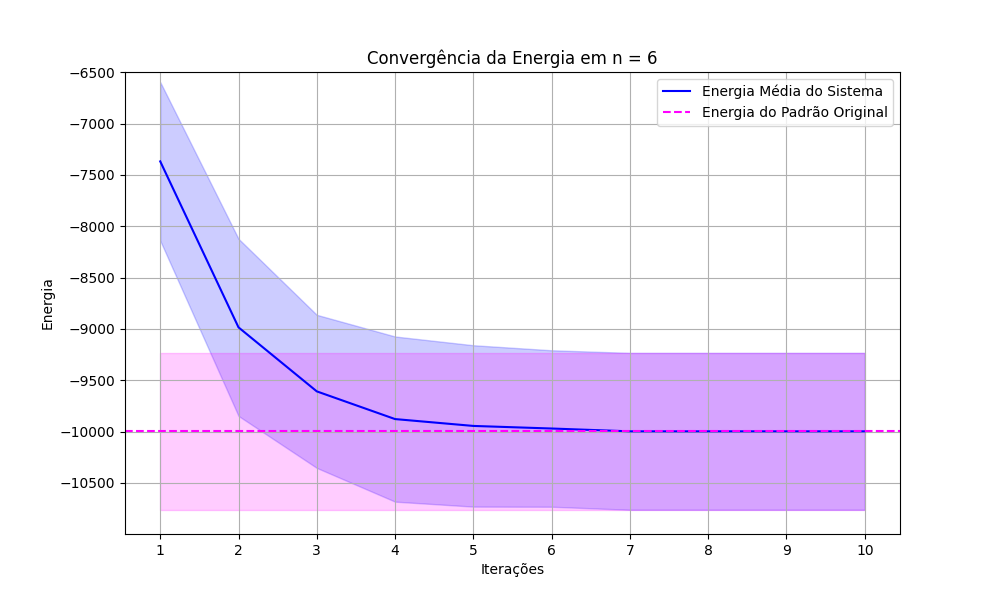 Convergência da Energia em n = 6
Energia Média do Sistema
Energia do Padrão Original
Energia
−6500
−7000
−7500
−8000
−8500
−9000
−9500
−10000
−10500
1 2 3 4 5 6 7 8 9 10
Iterações